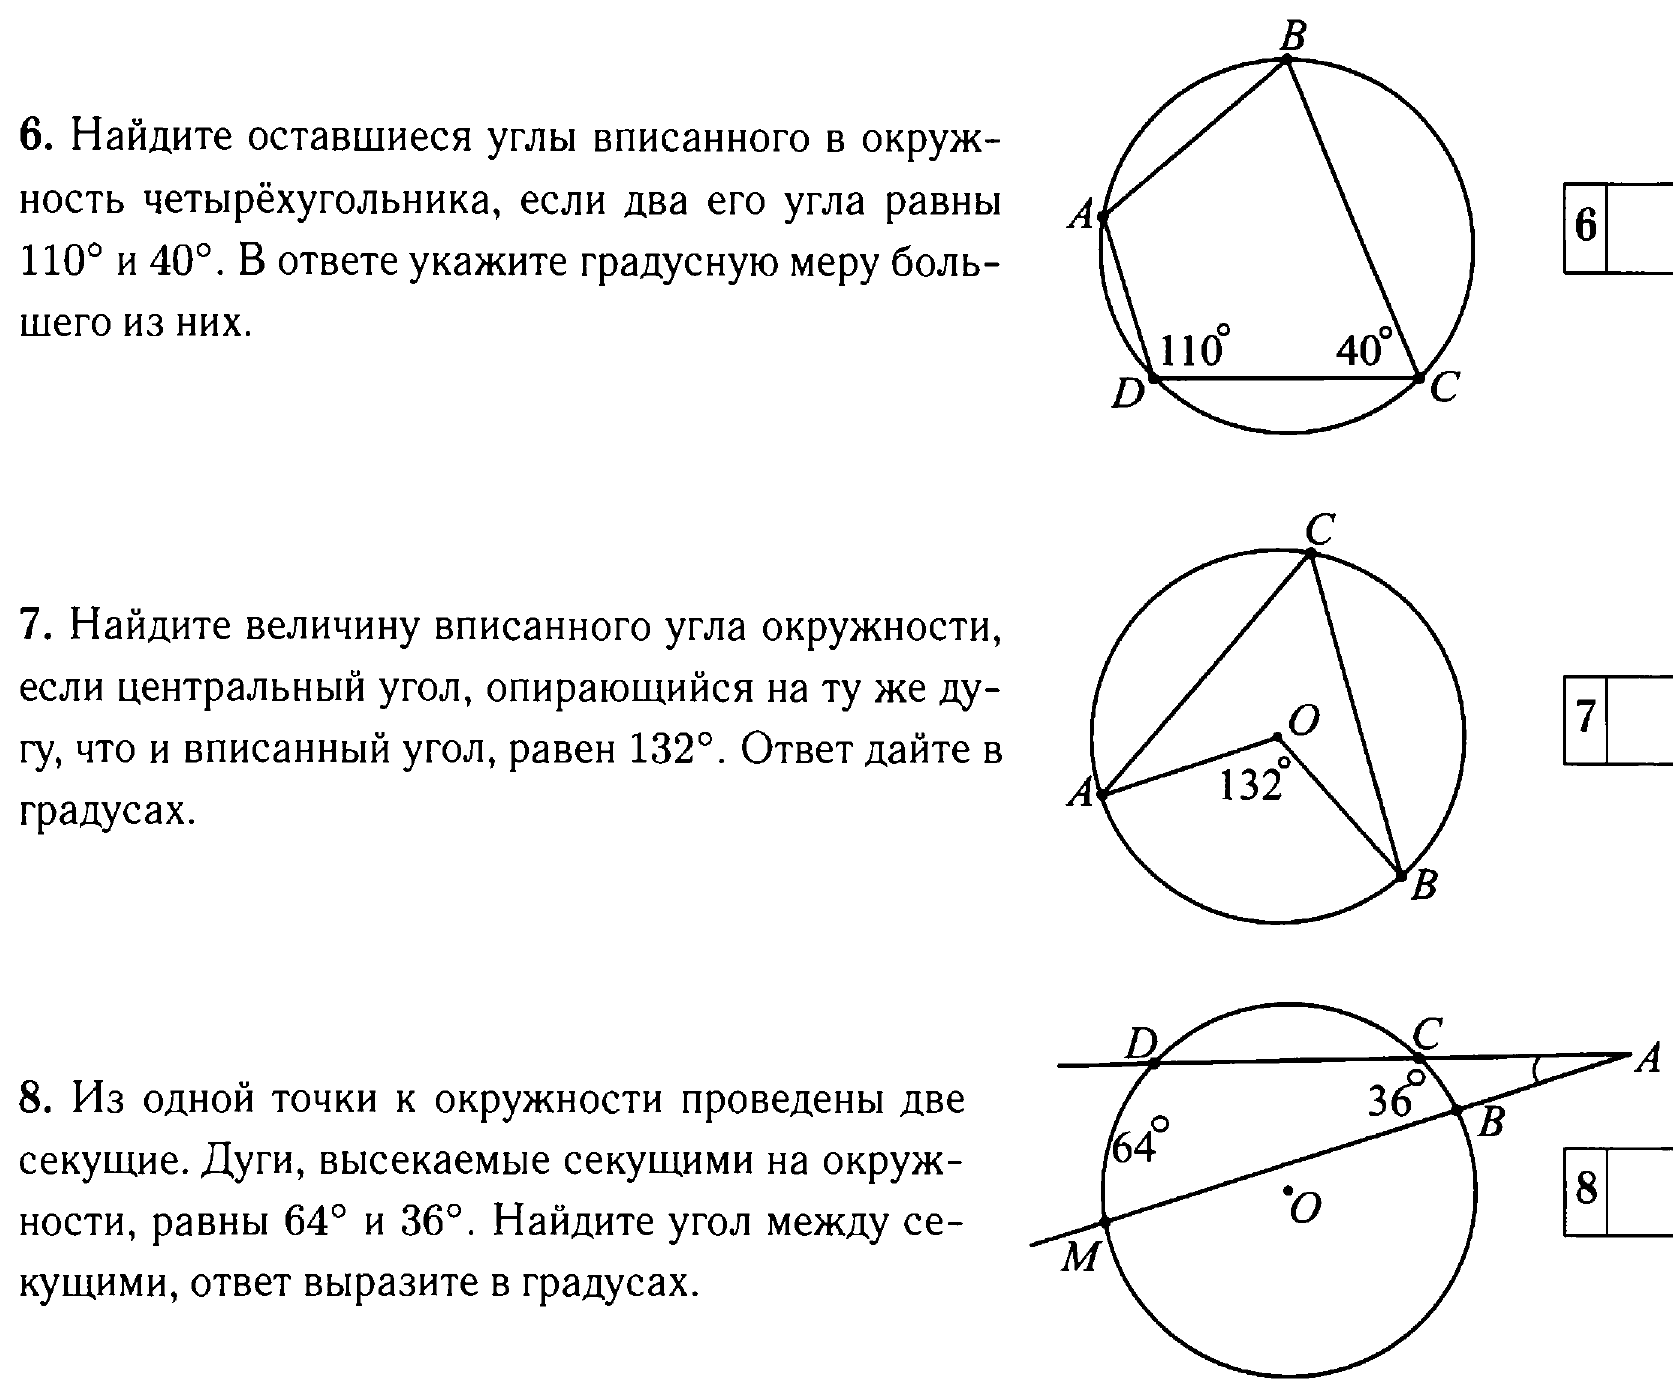 6. Найдите оставшиеся углы вписанного в окруж-
ность четырёхугольника, если два его угла равны
110° и 40°. В ответе укажите градусную меру боль-
шего из них.
B
A
110°
40°
D
C
6
7. Найдите величину вписанного угла окружности,
если центральный угол, опирающийся на ту же ду-
гу, что и вписанный угол, равен 132°. Ответ дайте в
градусах.
C
O
132°
A
B
7
8. Из одной точки к окружности проведены две
секущие. Дуги, высекаемые секущими на окруж-
ности, равны 64° и 36°. Найдите угол между се-
кущими, ответ выразите в градусах.
D
C
A
36°
B
64°
O
M
8